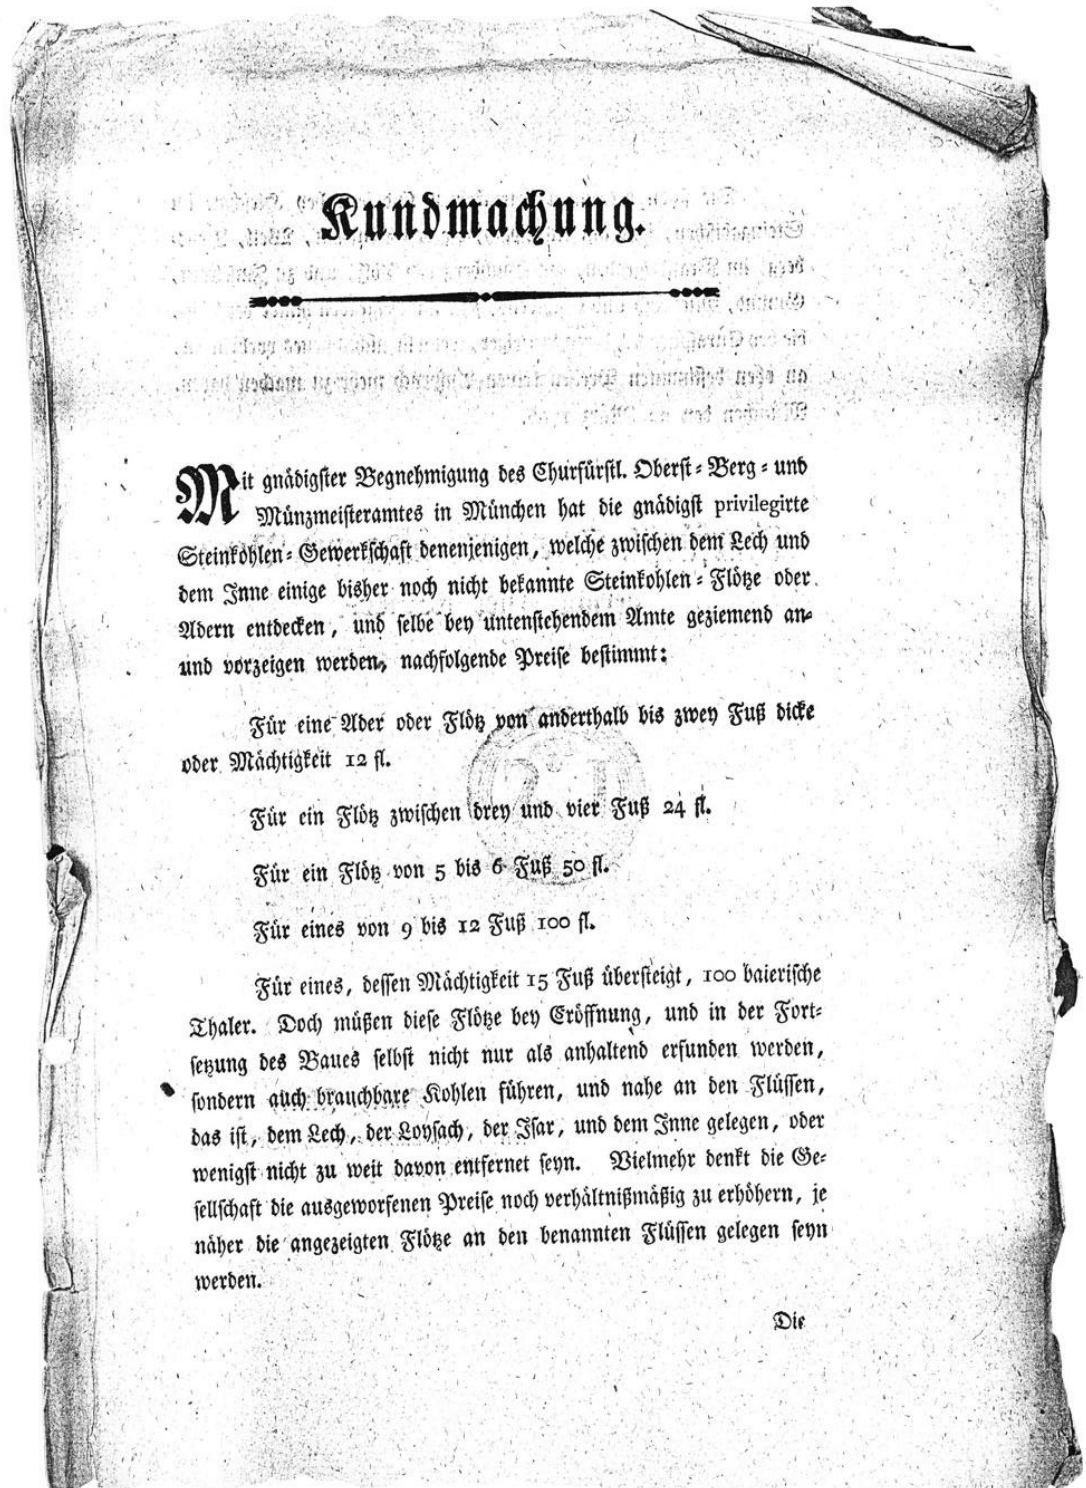 Kundmachung.
Mit gnädigster Begnehmigung des Churfürstl. Oberst-Berg- und
Münzmeisteramtes in München hat die gnädigst privilegirte
Steinkohlen-Gewerkschaft denenjenigen, welche zwischen dem Lech und
dem Inne einige bisher noch nicht bekannte Steinkohlen-Flötze oder
Adern entdecken, und selbe bey untenstehendem Amte geziemend an-
und vorzeigen werden, nachfolgende Preise bestimmt:
Für eine Ader oder Flötz von anderthalb bis zwey Fuß dicke
oder Mächtigkeit 12 fl.
Für ein Flötz zwischen drey und vier Fuß 24 fl.
Für ein Flötz von 5 bis 6 Fuß 50 fl.
Für eines von 9 bis 12 Fuß 100 fl.
Für eines, dessen Mächtigkeit 15 Fuß übersteigt, 100 baierische
Thaler. Doch müßen diese Flötze bey Eröffnung, und in der Fort-
setzung des Baues selbst nicht nur als anhaltend erfunden werden,
sondern auch brauchbare Kohlen führen, und nahe an den Flüssen,
das ist, dem Lech, der Loysach, der Isar, und dem Inne gelegen, oder
wenigst nicht zu weit davon entfernet seyn. Vielmehr denkt die Ge-
sellschaft die ausgeworfenen Preise noch verhältnißmäßig zu erhöhern, je
näher die angezeigten Flötze an den benannten Flüssen gelegen seyn
werden.
Die